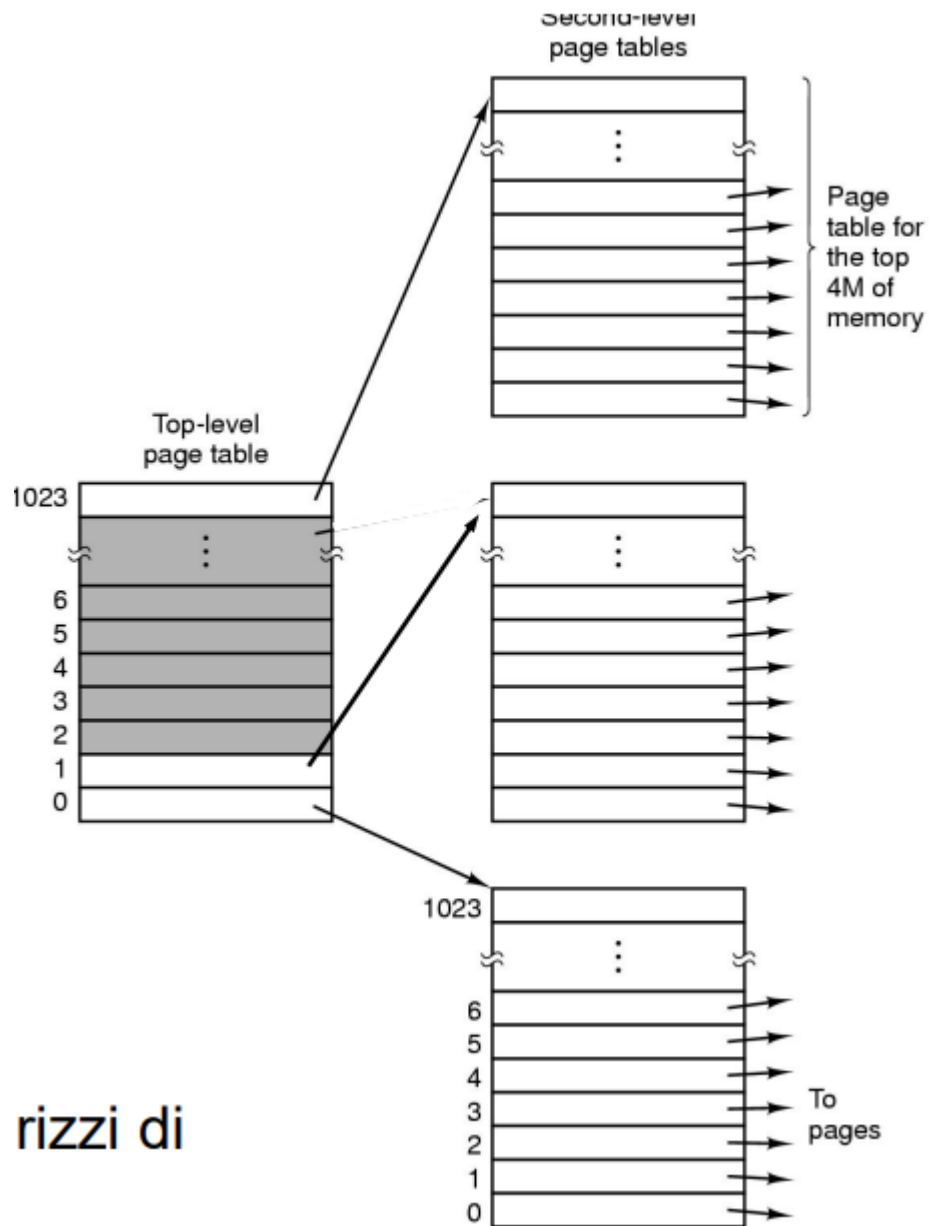 Second-level
page tables
Page
table for
the top
4M of
memory
Top-level
page table
1023
6
5
4
3
2
1
0
1023
6
5
4
3
2
1
0
To
pages
rizzi di